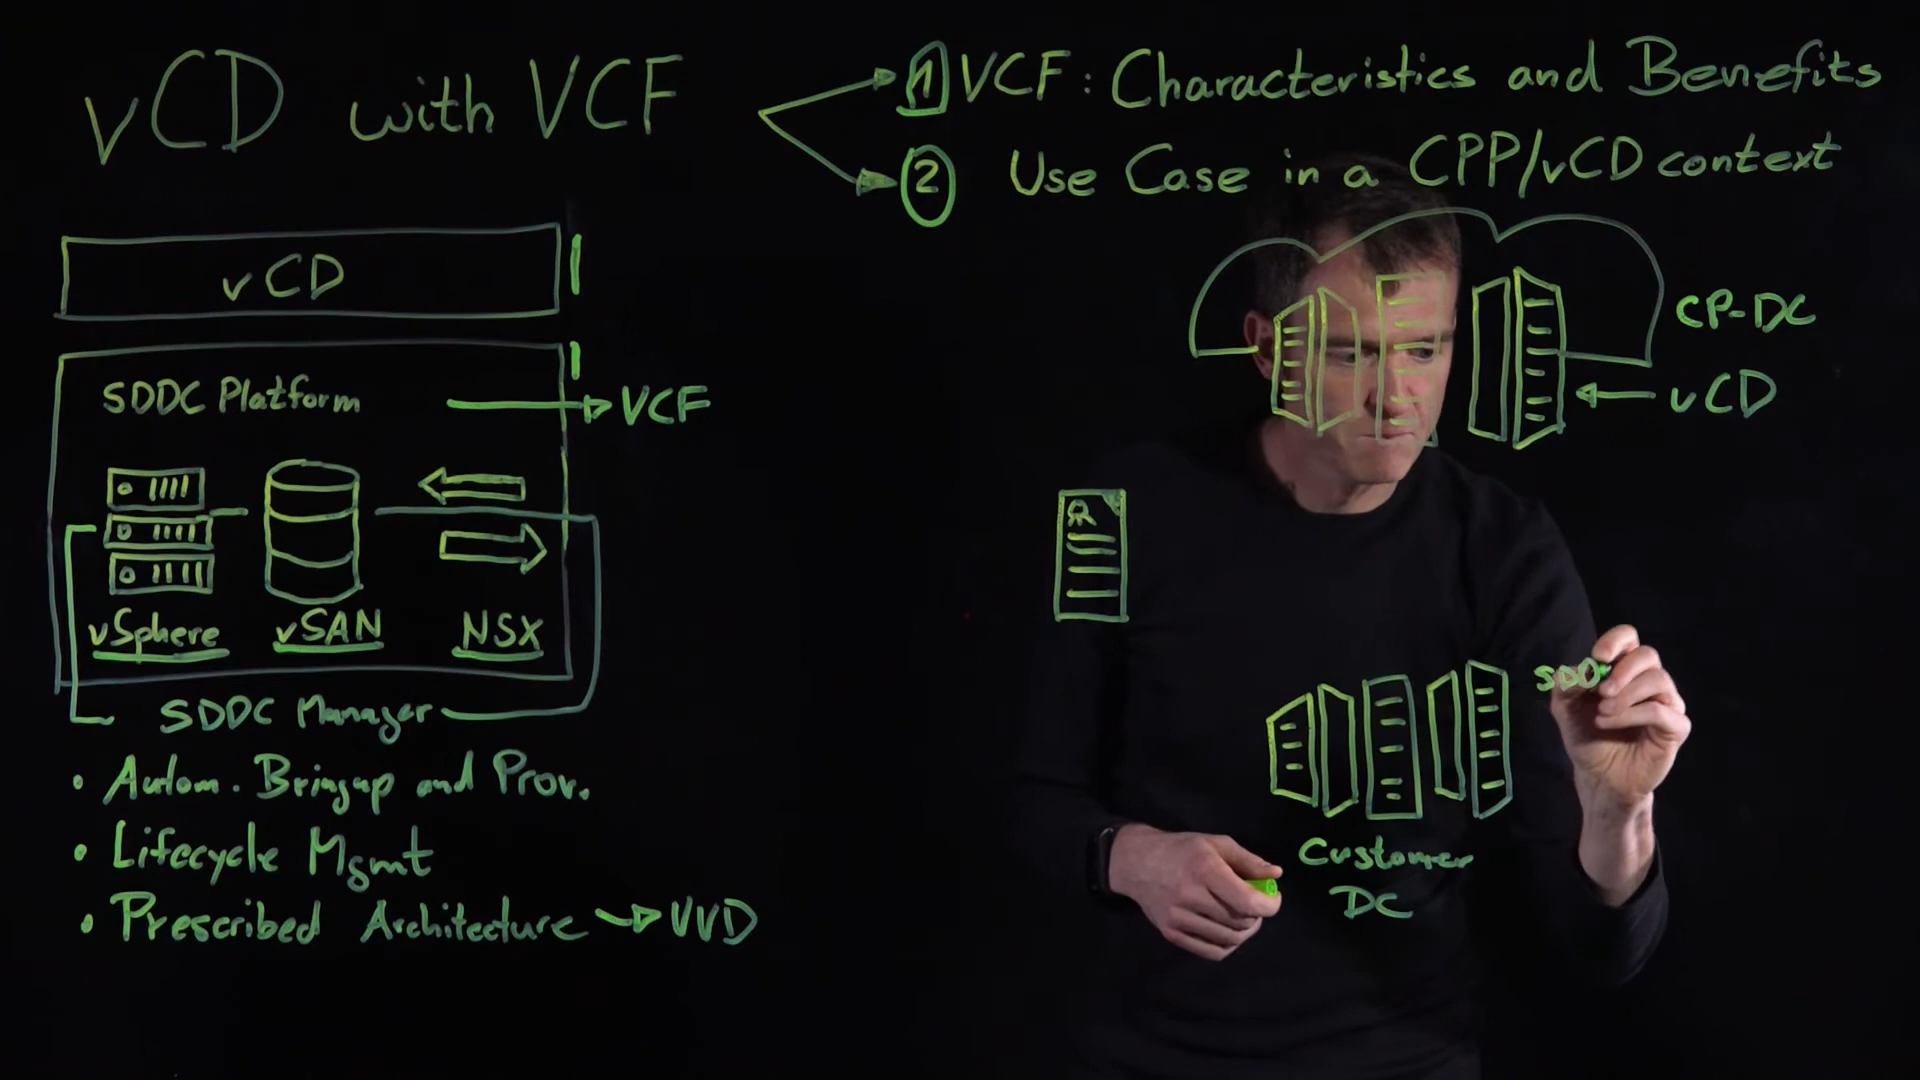 vCD with VCF
1 VCF: Characteristics and Benefits
2 Use Case in a CPP/vCD context
vCD
SDDC Platform
VCF
vSphere
vSAN
NSX
SDDC Manager
• Autom. Bringup and Prov.
• Lifecycle Mgmt
• Prescribed Architecture → VVD
CP-DC
vCD
SDD
Customer
DC